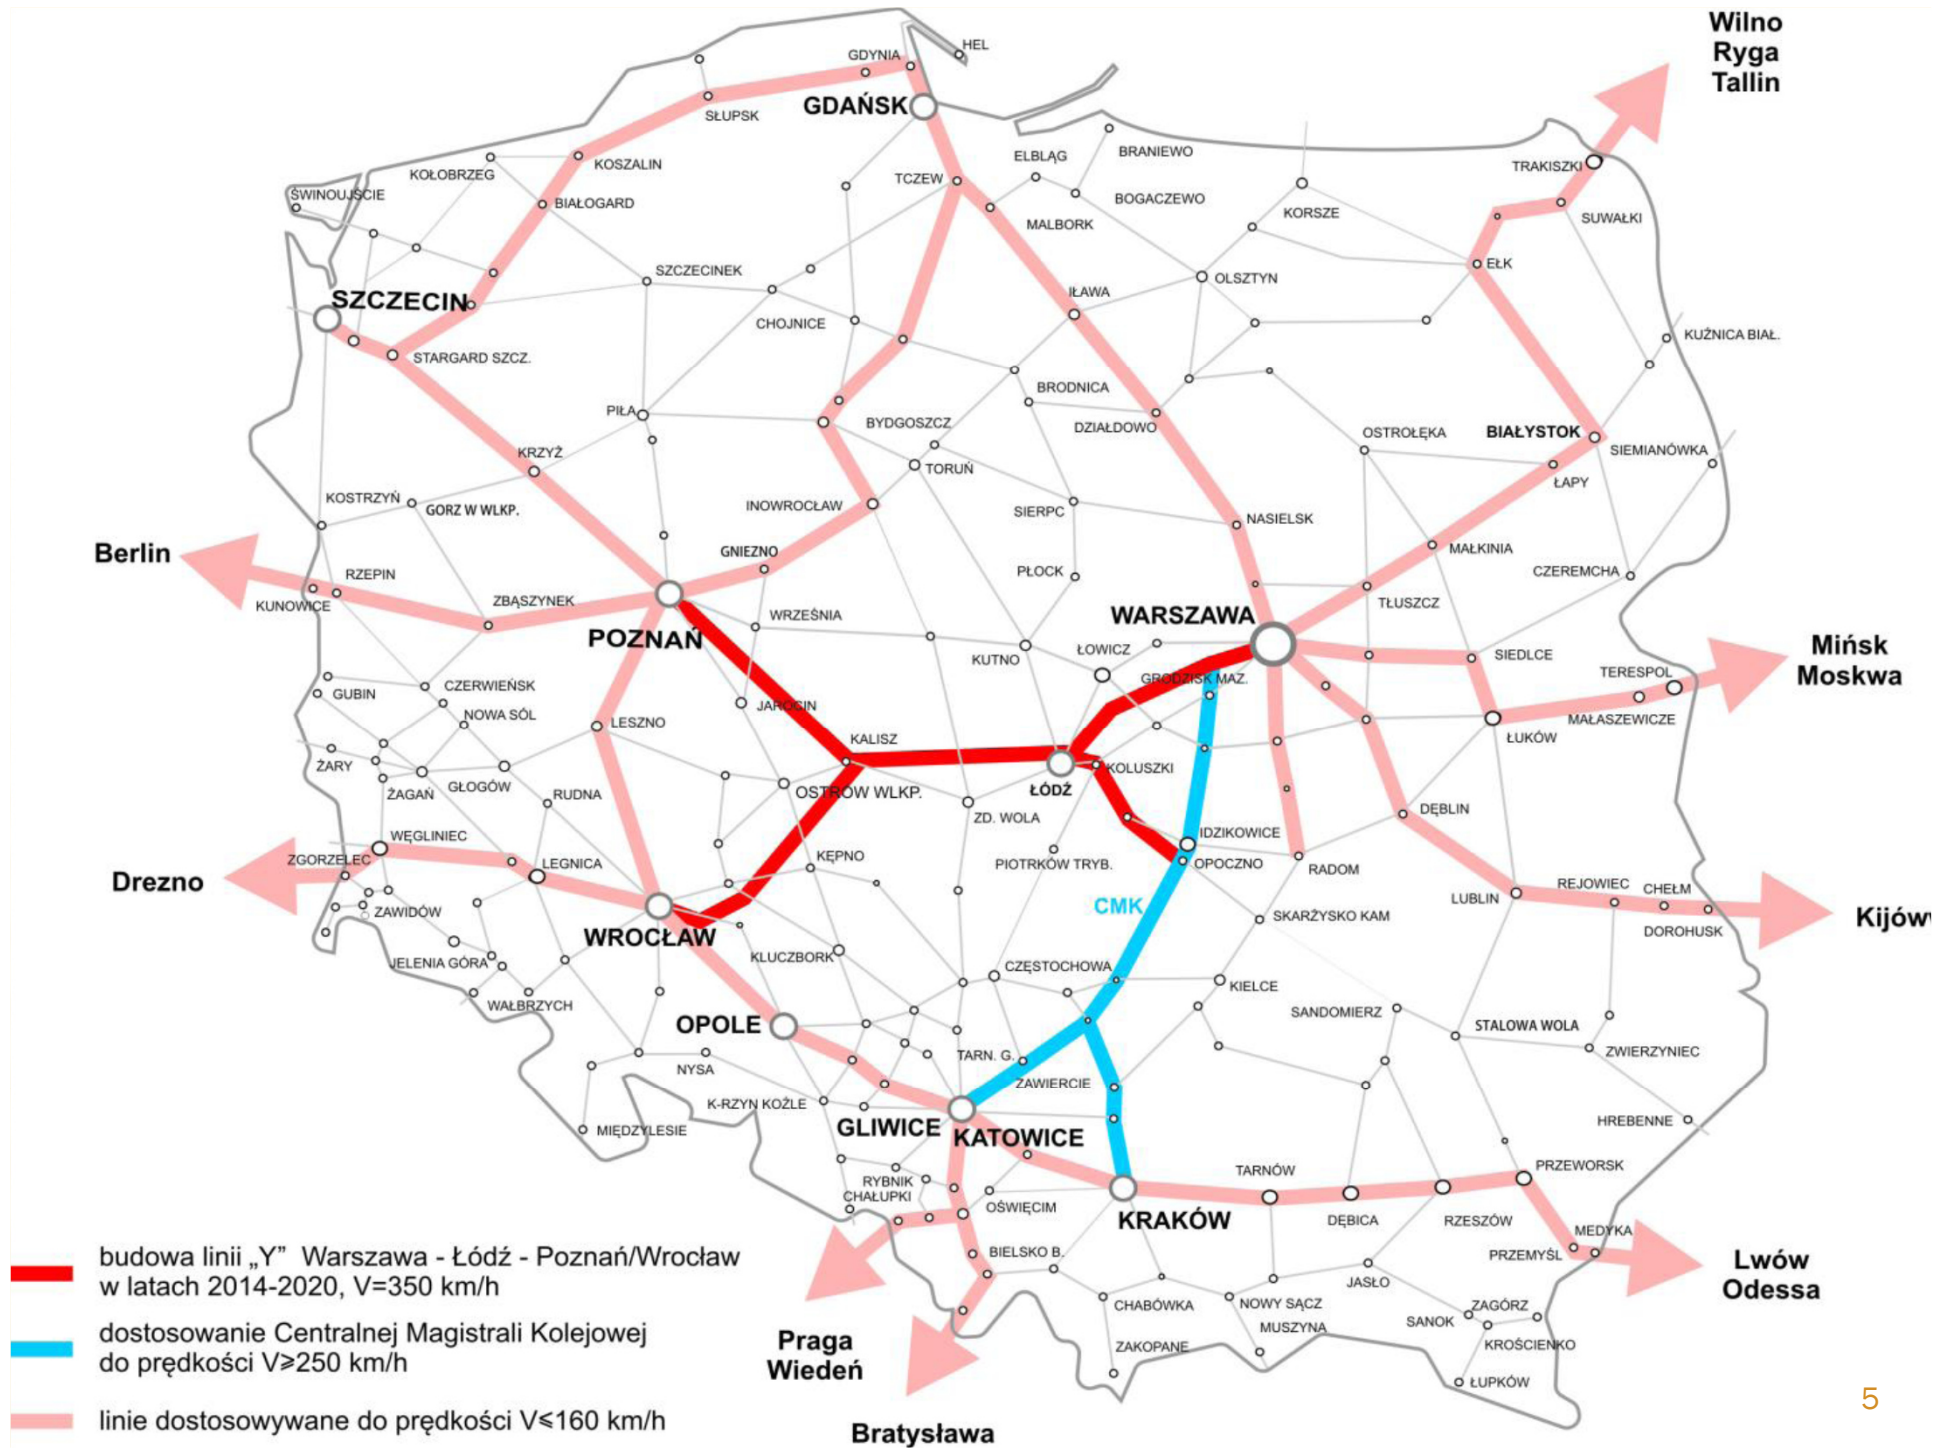 Wilno
Ryga
Tallin
HEL
GDYNIA
GDAŃSK
SŁUPSK
KOSZALIN
KOŁOBRZEG
ŚWINOUJŚCIE
BIAŁOGARD
TCZEW
ELBLĄG
BRANIEWO
BOGACZEWO
MALBORK
KORSZE
TRAKISZKI
SUWAŁKI
EŁK
SZCZECINEK
OLSZTYN
IŁAWA
SZCZECIN
CHOJNICE
STARGARD SZCZ.
KUŹNICA BIAŁ.
BRODNICA
PIŁA
BYDGOSZCZ
DZIAŁDOWO
OSTROŁĘKA
BIAŁYSTOK
SIEMIANÓWKA
KRZYŻ
TORUŃ
ŁAPY
KOSTRZYŃ
GORZ W WLKP.
INOWROCŁAW
SIERPC
NASIELSK
Berlin
GNIEZNO
MAŁKINIA
RZEPIN
PŁOCK
CZEREMCHA
KUNOWICE
ZBĄSZYNEK
TŁUSZCZ
WRZEŚNIA
WARSZAWA
POZNAŃ
Mińsk
Moskwa
KUTNO
ŁOWICZ
SIEDLCE
TERESPOL
GUBIN
CZERWIEŃSK
GRODZISK MAZ.
JAROCIN
NOWA SÓL
LESZNO
MAŁASZEWICZE
KALISZ
ŁUKÓW
ŻARY
KOLUSZKI
ŻAGAŃ
GŁOGÓW
RUDNA
OSTRÓW WLKP.
ŁÓDŹ
DĘBLIN
ZD. WOLA
WĘGLINIEC
IDZIKOWICE
ZGORZELEC
LEGNICA
KĘPNO
PIOTRKÓW TRYB.
OPOCZNO
RADOM
Drezno
CMK
LUBLIN
REJOWIEC
CHEŁM
ZAWIDÓW
SKARŻYSKO KAM
Kijów
DOROHUSK
WROCŁAW
KLUCZBORK
JELENIA GÓRA
CZĘSTOCHOWA
KIELCE
WAŁBRZYCH
SANDOMIERZ
OPOLE
STALOWA WOLA
TARN. G.
ZWIERZYNIEC
NYSA
ZAWIERCIE
K-RZYN KOŹLE
MIĘDZYLESIE
GLIWICE
KATOWICE
HREBENNE
TARNÓW
PRZEWORSK
RYBNIK
CHAŁUPKI
OŚWIĘCIM
KRAKÓW
DĘBICA
RZESZÓW
MEDYKA
PRZEMYŚL
BIELSKO B.
Lwów
Odessa
JASŁO
CHABÓWKA
NOWY SĄCZ
ZAGÓRZ
SANOK
MUSZYNA
KROŚCIENKO
ZAKOPANE
ŁUPKÓW
Praga
Wiedeń
Bratysława
budowa linii „Y” Warszawa - Łódź - Poznań/Wrocław
w latach 2014-2020, V=350 km/h
dostosowanie Centralnej Magistrali Kolejowej
do prędkości V⩾250 km/h
linie dostosowywane do prędkości V⩽160 km/h
5